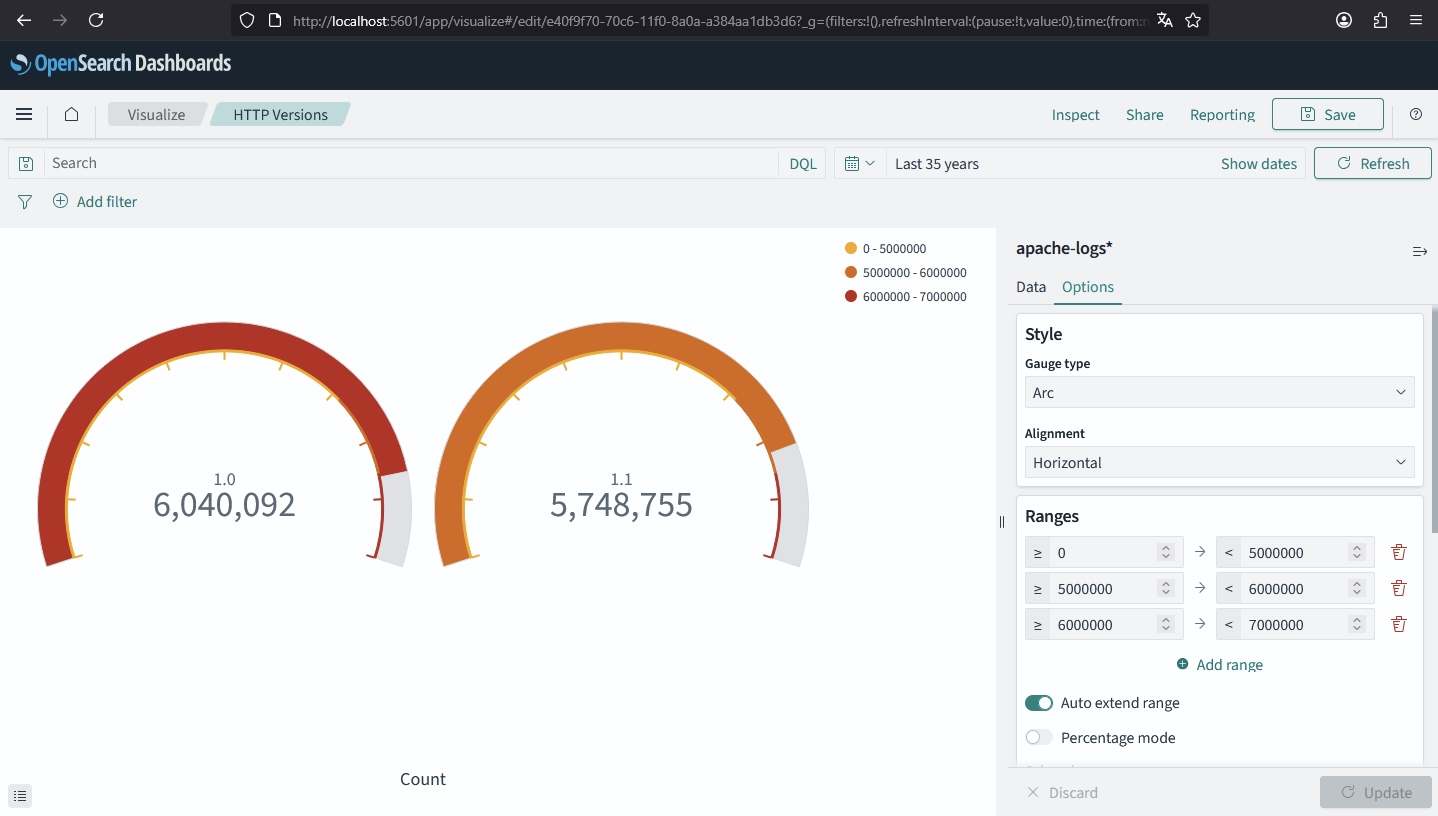 http://localhost:5601/app/visualize#/edit/e40f9f70-70c6-11f0-8a0a-a384aa1db3d6?_g=(filters:!(),refreshInterval:(pause:!t,value:0),time:(from:
OpenSearch Dashboards
Visualize
HTTP Versions
Inspect
Share
Reporting
Save
Search
DQL
Last 35 years
Show dates
Refresh
Add filter
0 - 5000000
5000000 - 6000000
6000000 - 7000000
1.0
6,040,092
1.1
5,748,755
Count
apache-logs*
Data
Options
Style
Gauge type
Arc
Alignment
Horizontal
Ranges
≥ 0 → < 5000000
≥ 5000000 → < 6000000
≥ 6000000 → < 7000000
Add range
Auto extend range
Percentage mode
Discard
Update